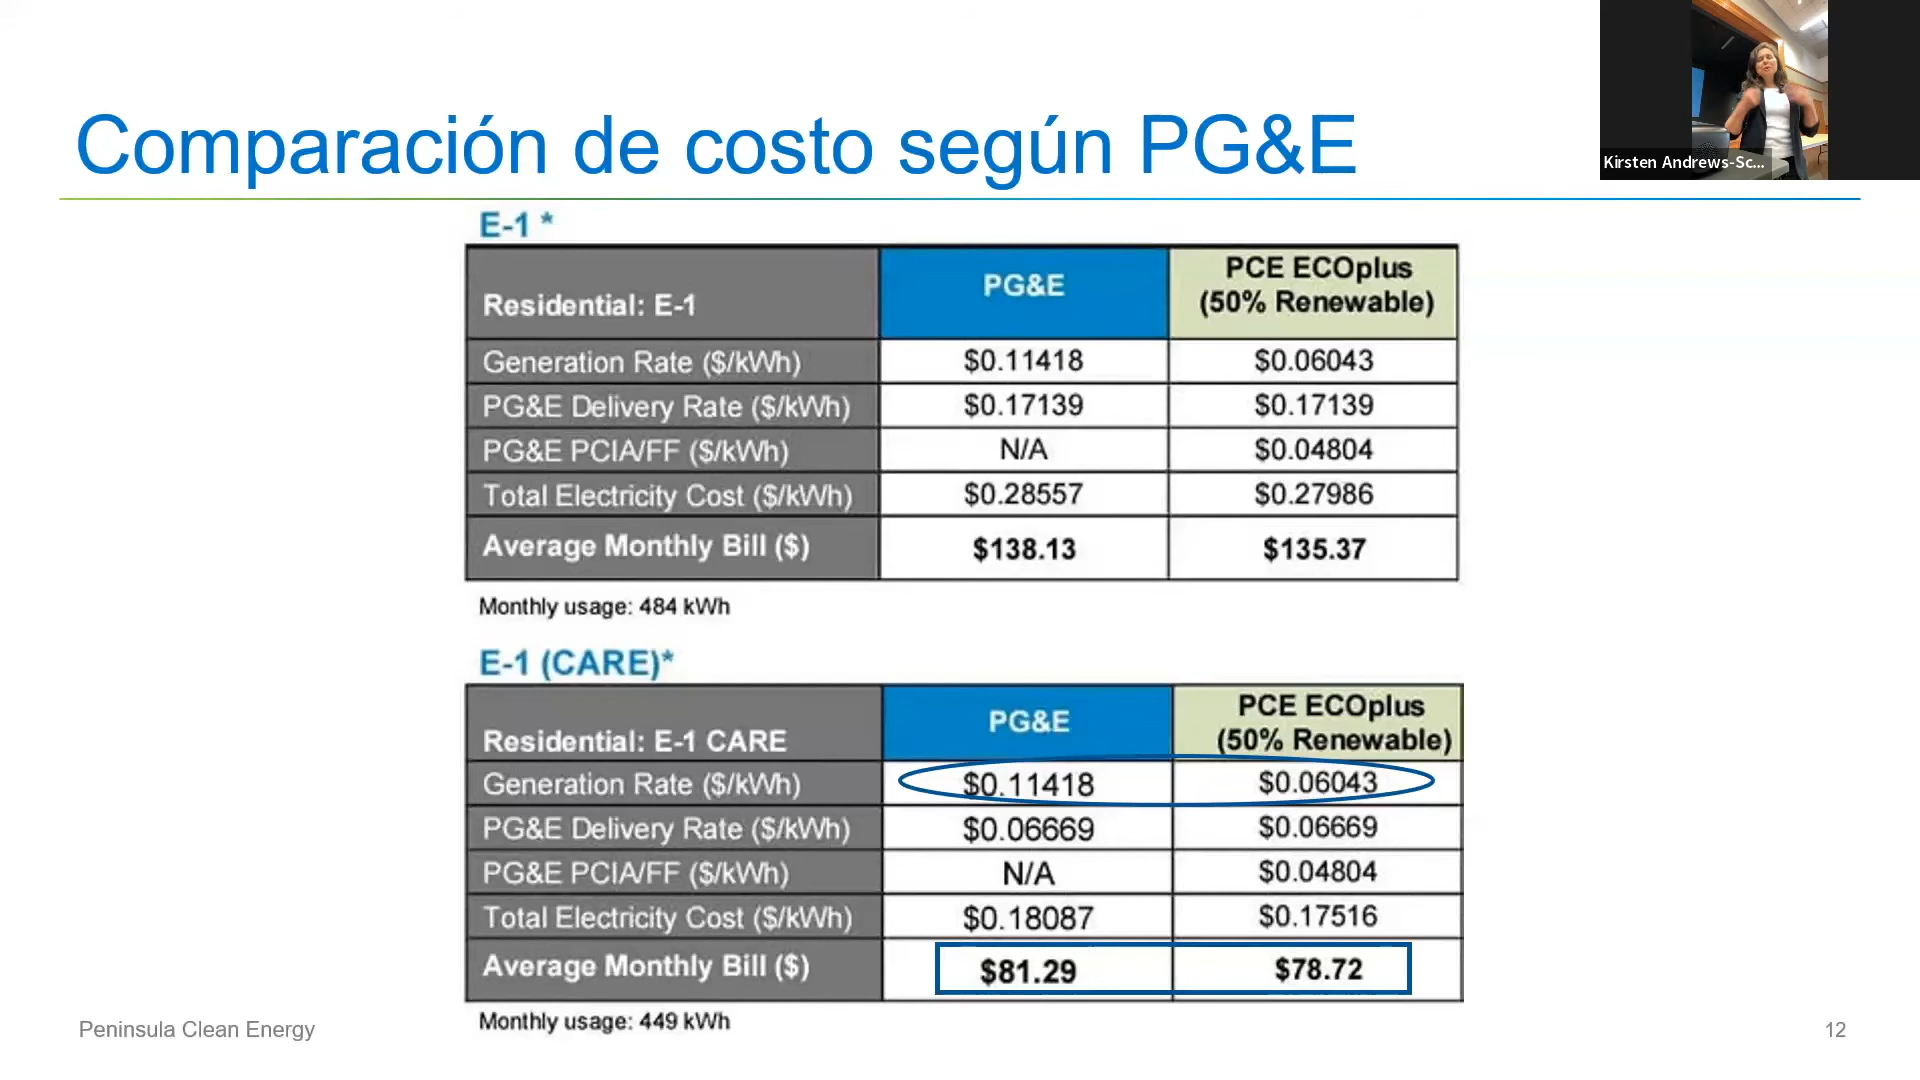 Comparación de costo según PG&E
Kirsten Andrews-Sc...
E-1 *
Residential: E-1
PG&E
PCE ECOplus
(50% Renewable)
Generation Rate ($/kWh) $0.11418 $0.06043
PG&E Delivery Rate ($/kWh) $0.17139 $0.17139
PG&E PCIA/FF ($/kWh) N/A $0.04804
Total Electricity Cost ($/kWh) $0.28557 $0.27986
Average Monthly Bill ($) $138.13 $135.37
Monthly usage: 484 kWh
E-1 (CARE)*
Residential: E-1 CARE
PG&E
PCE ECOplus
(50% Renewable)
Generation Rate ($/kWh) $0.11418 $0.06043
PG&E Delivery Rate ($/kWh) $0.06669 $0.06669
PG&E PCIA/FF ($/kWh) N/A $0.04804
Total Electricity Cost ($/kWh) $0.18087 $0.17516
Average Monthly Bill ($) $81.29 $78.72
Monthly usage: 449 kWh
Peninsula Clean Energy
12